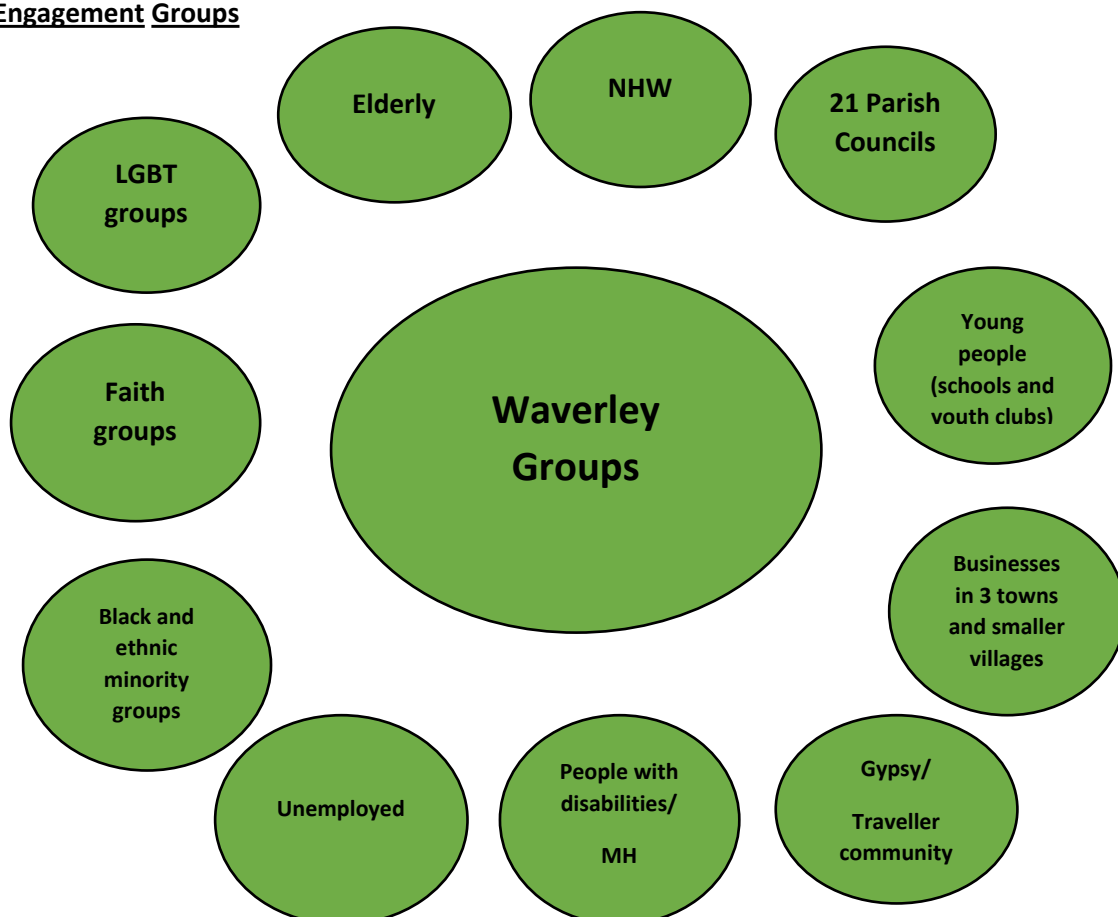 Engagement Groups
Elderly
NHW
21 Parish
Councils
LGBT
groups
Young
people
(schools and
youth clubs)
Faith
groups
Waverley
Groups
Businesses
in 3 towns
and smaller
villages
Black and
ethnic
minority
groups
Unemployed
People with
disabilities/
MH
Gypsy/
Traveller
community